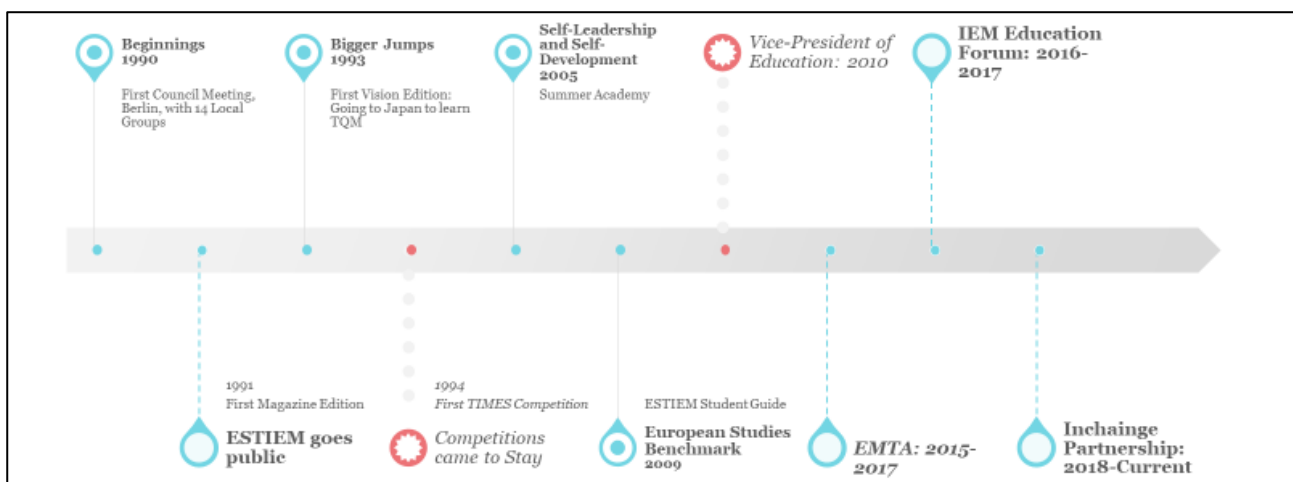 Beginnings
1990
First Council Meeting,
Berlin, with 14 Local
Groups
Bigger Jumps
1993
First Vision Edition:
Going to Japan to learn
TQM
Self-Leadership
and Self-
Development
2005
Summer Academy
Vice-President of
Education: 2010
IEM Education
Forum: 2016-
2017
1991
First Magazine Edition
ESTIEM goes
public
1994
First TIMES Competition
Competitions
came to Stay
ESTIEM Student Guide
European Studies
Benchmark
2009
EMTA: 2015-
2017
Inchainge
Partnership:
2018-Current